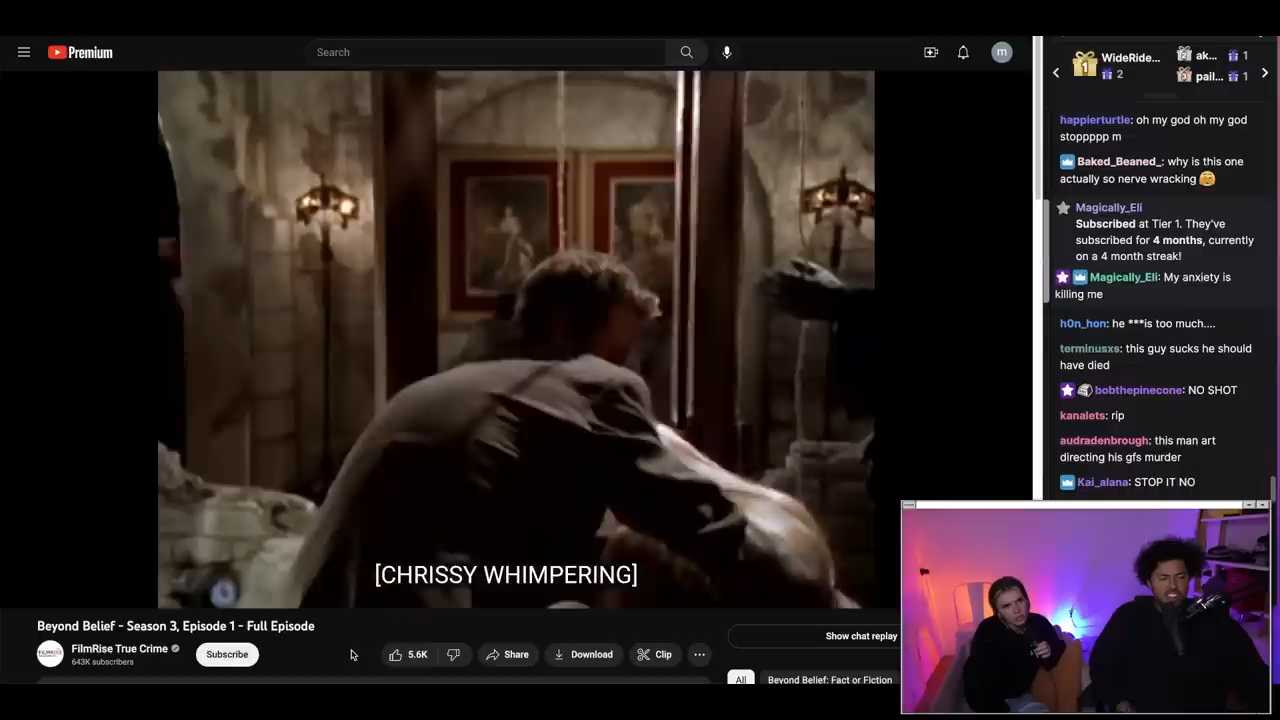 Premium
Search
m
WideRide...
2
ak...
1
pail...
1
happierturtle: oh my god oh my god
stoppppp m
Baked_Beaned_: why is this one
actually so nerve wracking
Magically_Eli
Subscribed at Tier 1. They've
subscribed for 4 months, currently
on a 4 month streak!
Magically_Eli: My anxiety is
killing me
h0n_hon: he ***is too much....
terminusxs: this guy sucks he should
have died
bobthepinecone: NO SHOT
kanalets: rip
audradenbrough: this man art
directing his gfs murder
Kai_alana: STOP IT NO
[CHRISSY WHIMPERING]
Beyond Belief - Season 3, Episode 1 - Full Episode
FilmRise True Crime
643K subscribers
Subscribe
5.6K
Share
Download
Clip
Show chat replay
All
Beyond Belief: Fact or Fiction